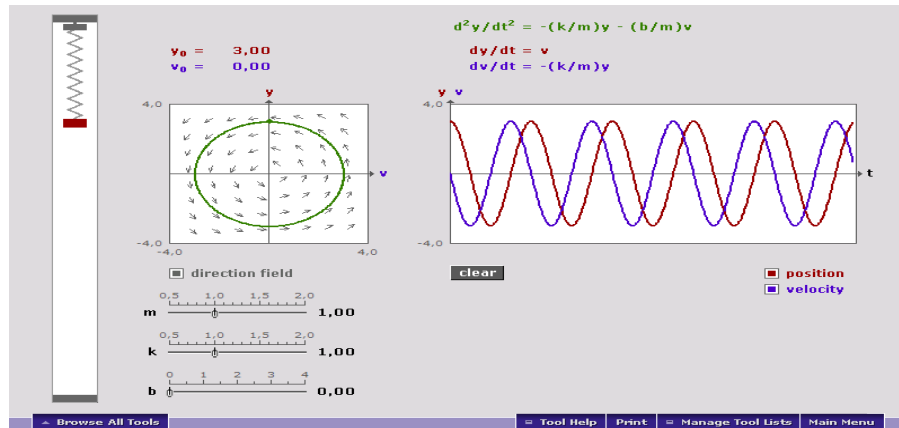 d²y/dt² = -(k/m)y - (b/m)v
y₀ = 3,00
v₀ = 0,00
dy/dt = v
dv/dt = -(k/m)y
y
4,0
v
-4,0
-4,0 4,0
y v
4,0
t
-4,0
direction field
clear
position
velocity
0,5 1,0 1,5 2,0
m 1,00
0,5 1,0 1,5 2,0
k 1,00
0 1 2 3 4
b 0,00
Browse All Tools Tool Help Print Manage Tool Lists Main Menu